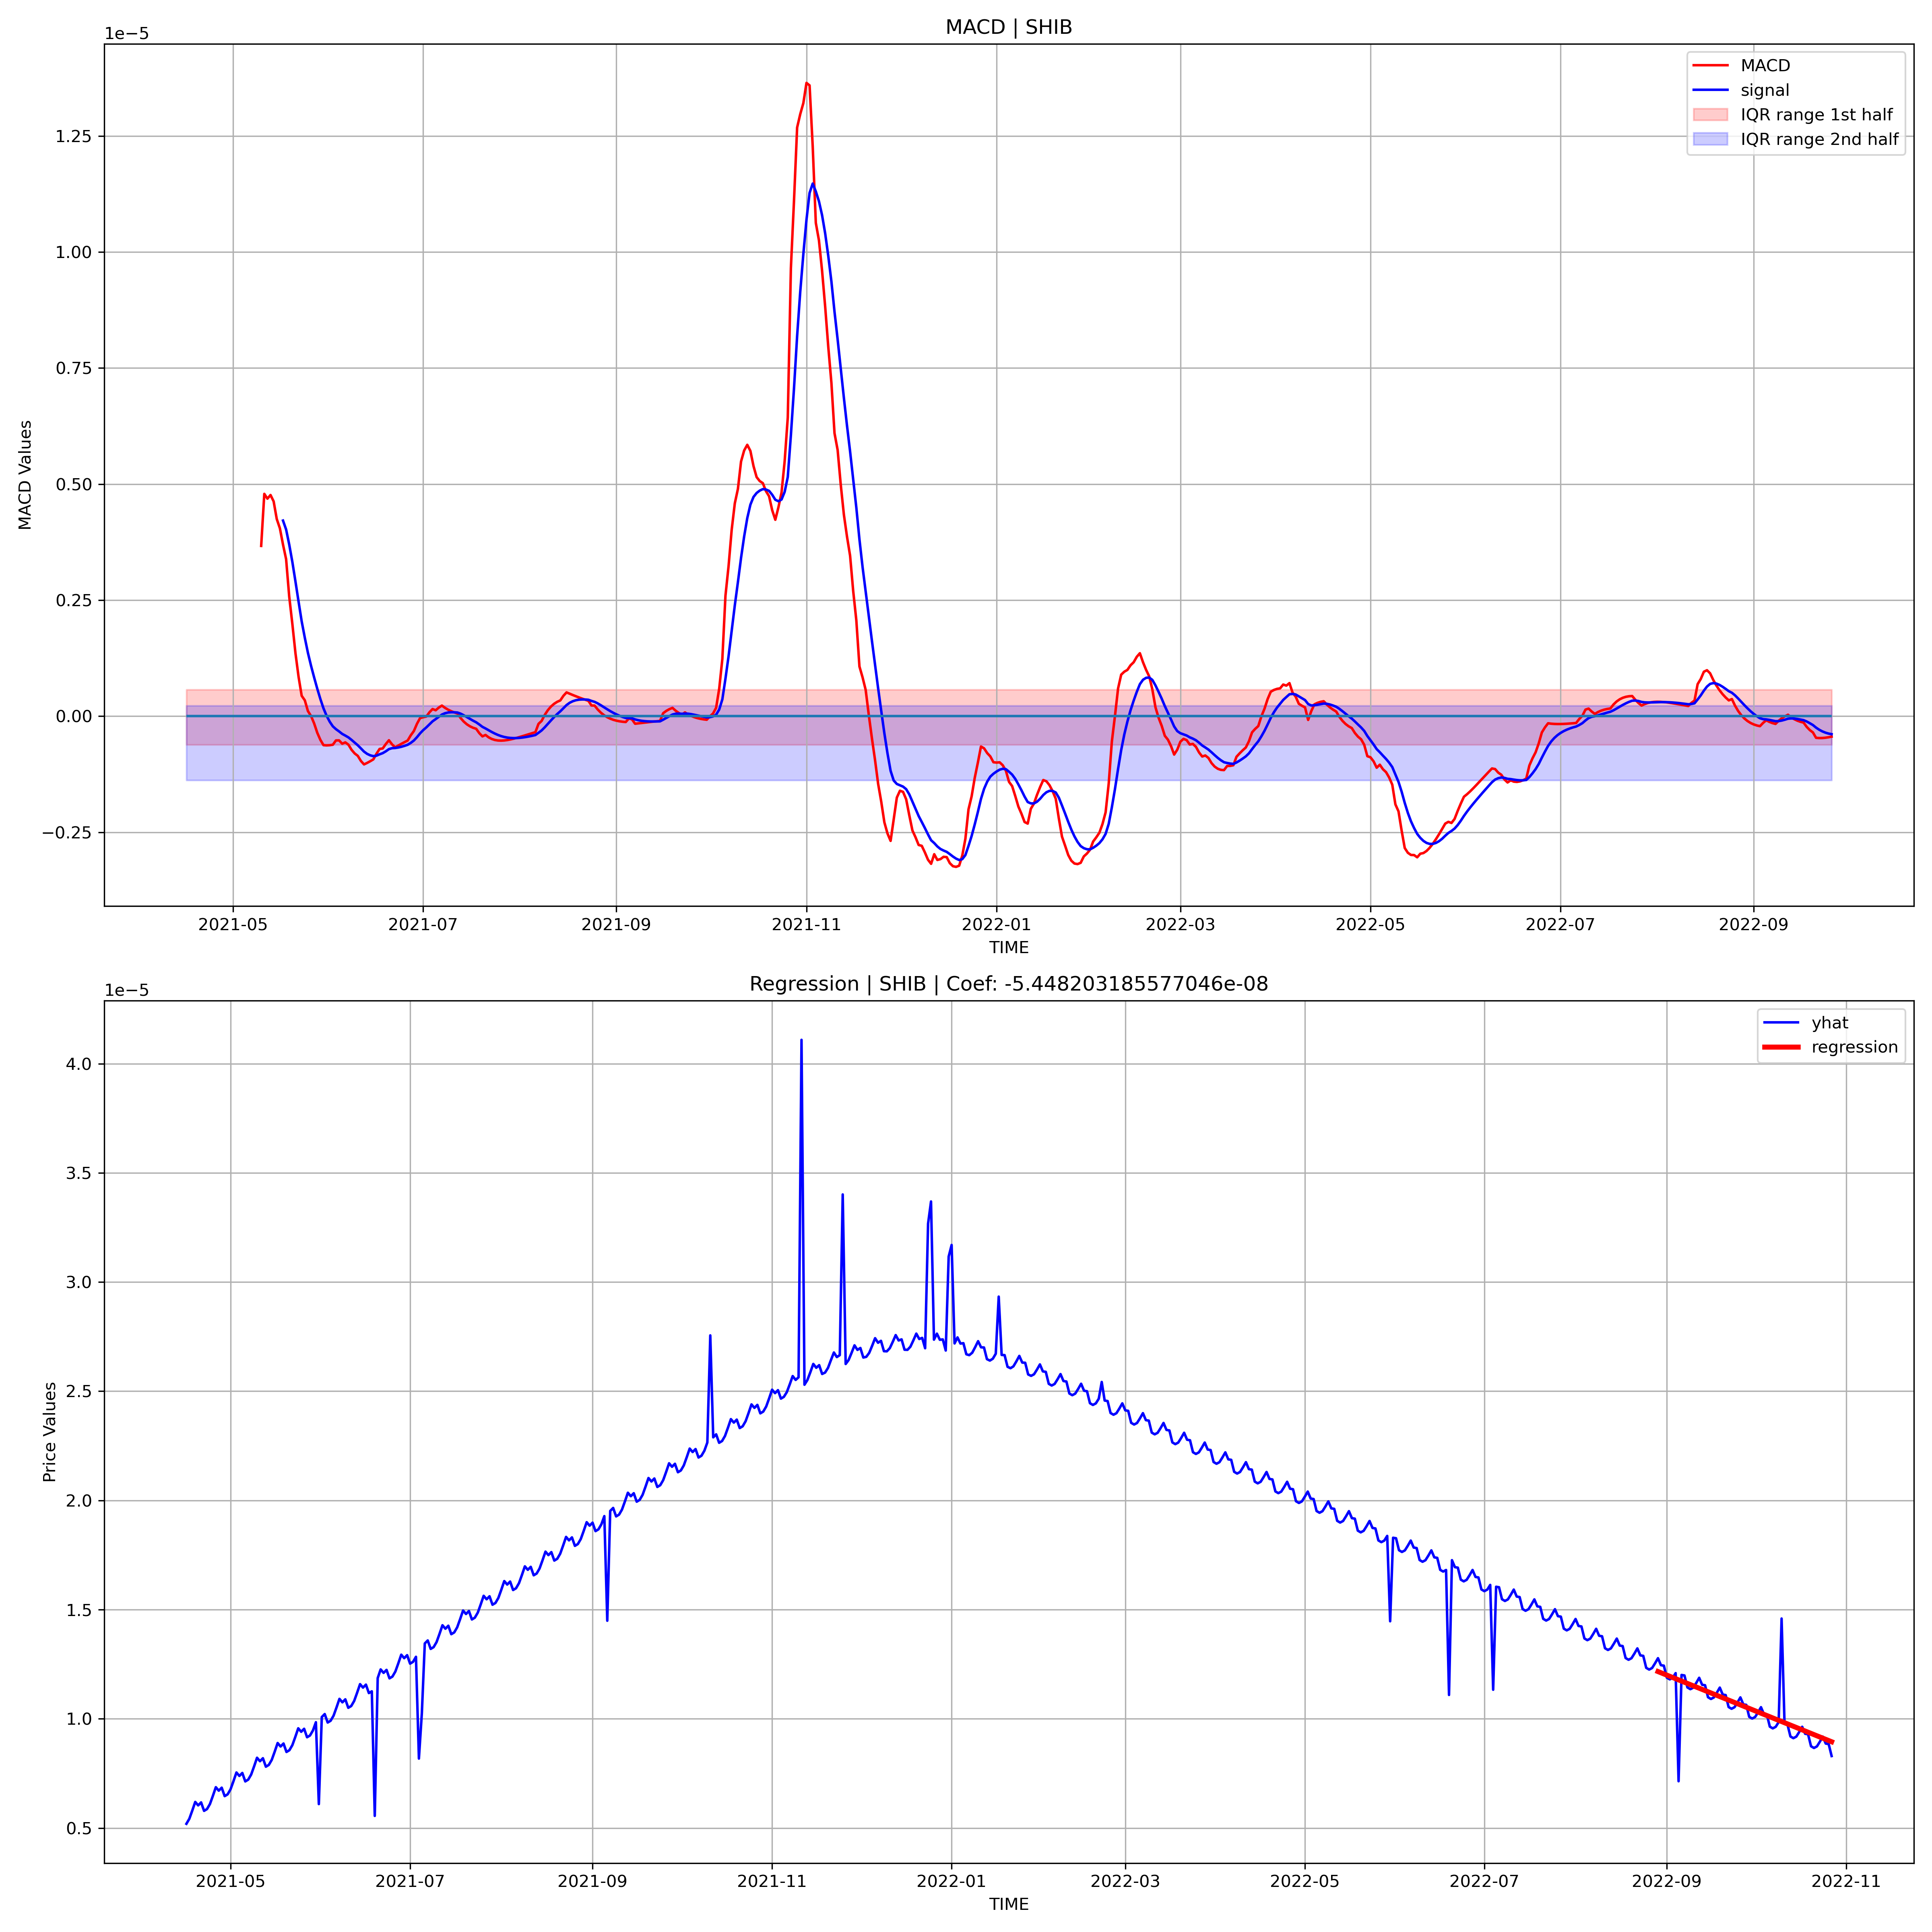 MACD | SHIB
1e−5
MACD
signal
IQR range 1st half
IQR range 2nd half
1.25
1.00
0.75
0.50
0.25
0.00
−0.25
MACD Values
2021-05 2021-07 2021-09 2021-11 2022-01 2022-03 2022-05 2022-07 2022-09
TIME
Regression | SHIB | Coef: -5.448203185577046e-08
1e−5
yhat
regression
4.0
3.5
3.0
2.5
2.0
1.5
1.0
0.5
Price Values
2021-05 2021-07 2021-09 2021-11 2022-01 2022-03 2022-05 2022-07 2022-09 2022-11
TIME